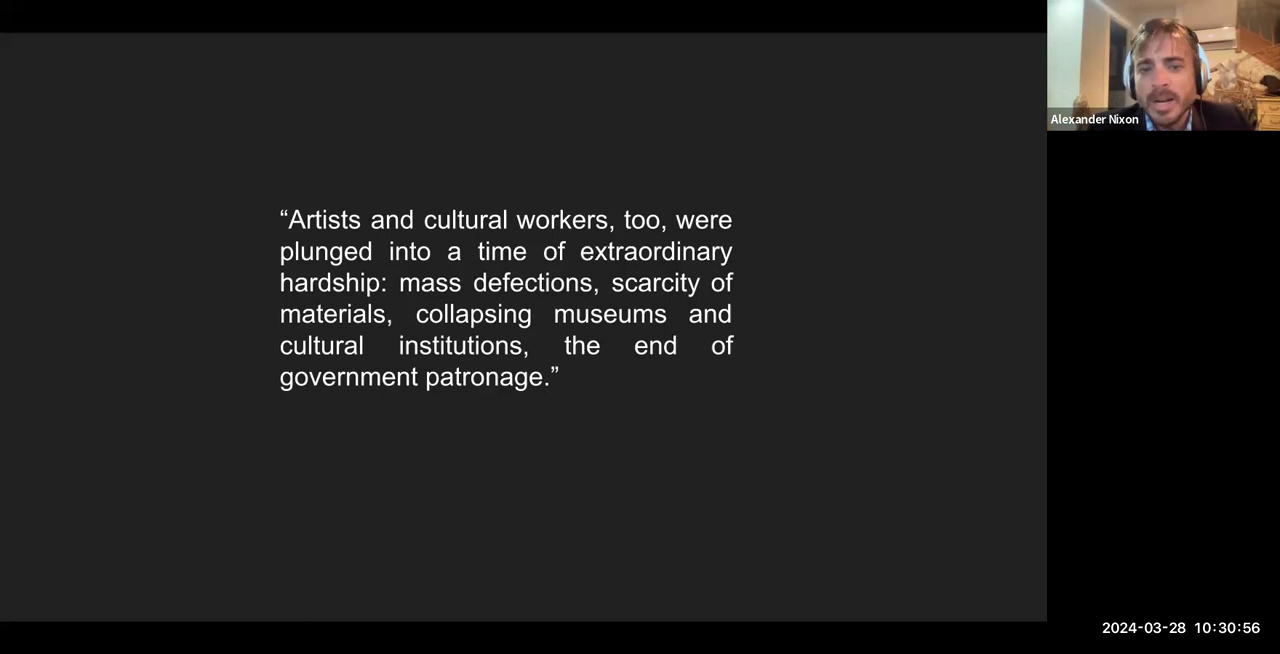 “Artists and cultural workers, too, were
plunged into a time of extraordinary
hardship: mass defections, scarcity of
materials, collapsing museums and
cultural institutions, the end of
government patronage.”
Alexander Nixon
2024-03-28 10:30:56